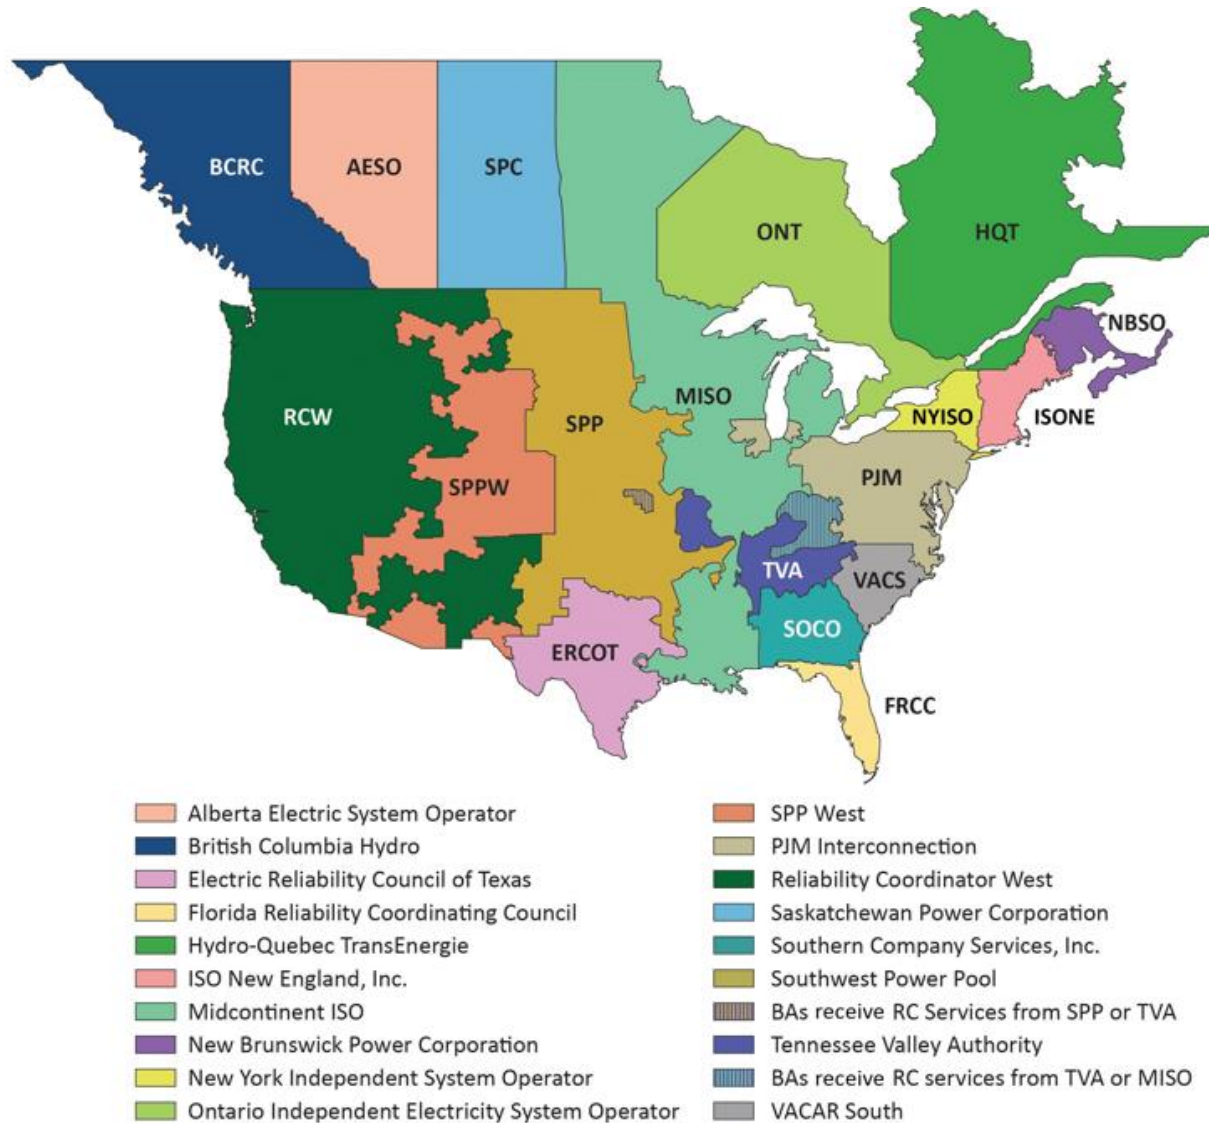 BCRC
AESO
SPC
ONT
HQT
NBSO
RCW
MISO
SPP
NYISO
ISONE
SPPW
PJM
TVA
VACS
SOCO
ERCOT
FRCC
Alberta Electric System Operator
British Columbia Hydro
Electric Reliability Council of Texas
Florida Reliability Coordinating Council
Hydro-Quebec TransEnergie
ISO New England, Inc.
Midcontinent ISO
New Brunswick Power Corporation
New York Independent System Operator
Ontario Independent Electricity System Operator
SPP West
PJM Interconnection
Reliability Coordinator West
Saskatchewan Power Corporation
Southern Company Services, Inc.
Southwest Power Pool
BAs receive RC Services from SPP or TVA
Tennessee Valley Authority
BAs receive RC services from TVA or MISO
VACAR South